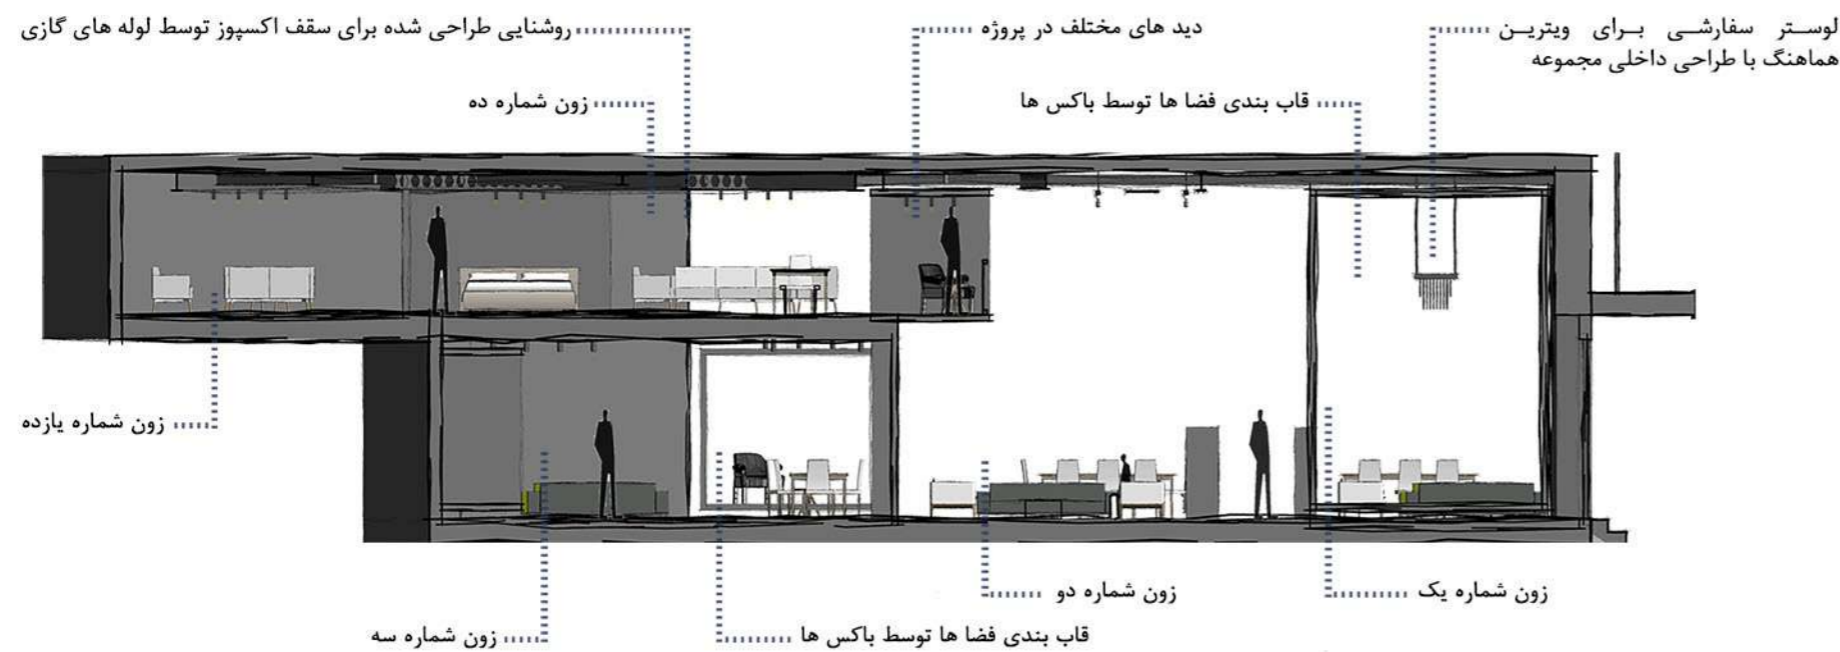 لوستر سفارشی برای ویترین
هماهنگ با طراحی داخلی مجموعه
دید های مختلف در پروژه
روشنایی طراحی شده برای سقف اکسپوز توسط لوله های گازی
قاب بندی فضا ها توسط باکس ها
زون شماره ده
زون شماره یازده
زون شماره یک
زون شماره دو
قاب بندی فضا ها توسط باکس ها
زون شماره سه